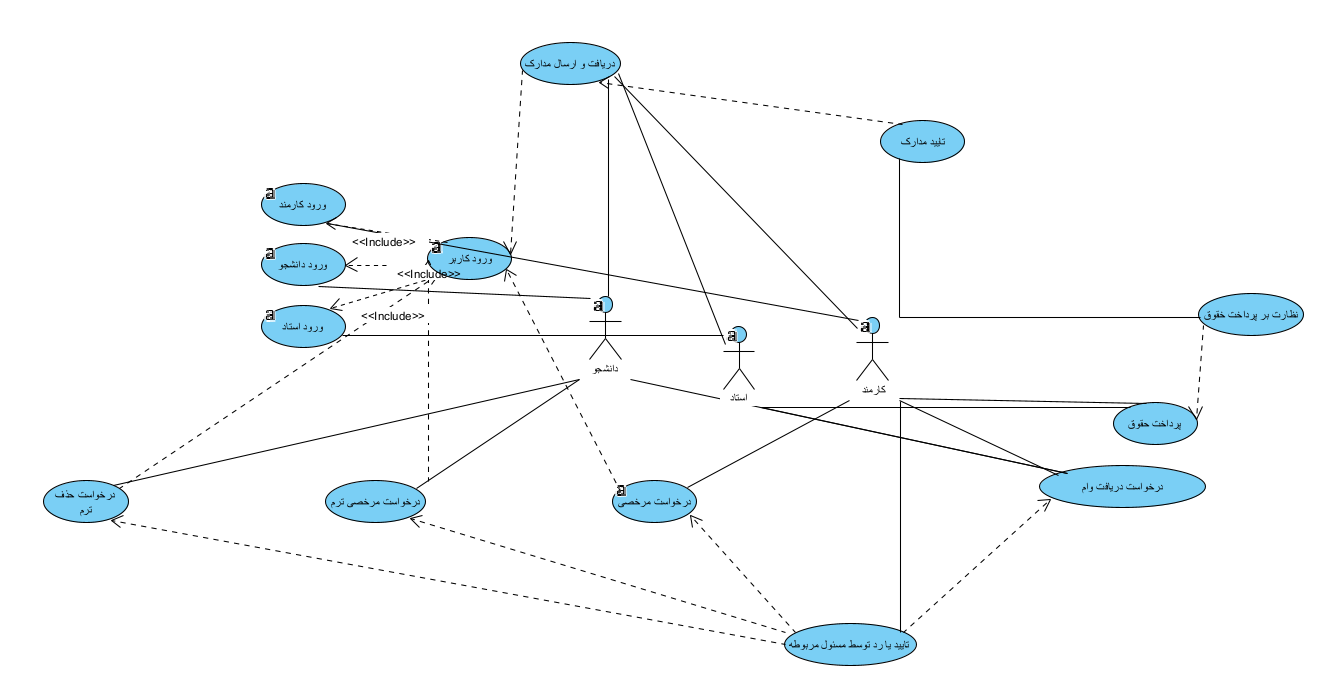 دریافت و ارسال مدارک
تایید مدارک
a
ورود کارمند
<<Include>>
a
ورود کاربر
a
ورود دانشجو
<<Include>>
a
ورود استاد
<<Include>>
a
دانشجو
a
استاد
a
کارمند
نظارت بر پرداخت خقوق
پرداخت حقوق
درخواست حذف
ترم
درخواست مرخصی ترم
a
درخواست مرخصی
درخواست دریافت وام
تایید یا رد توسط مسئول مربوطه